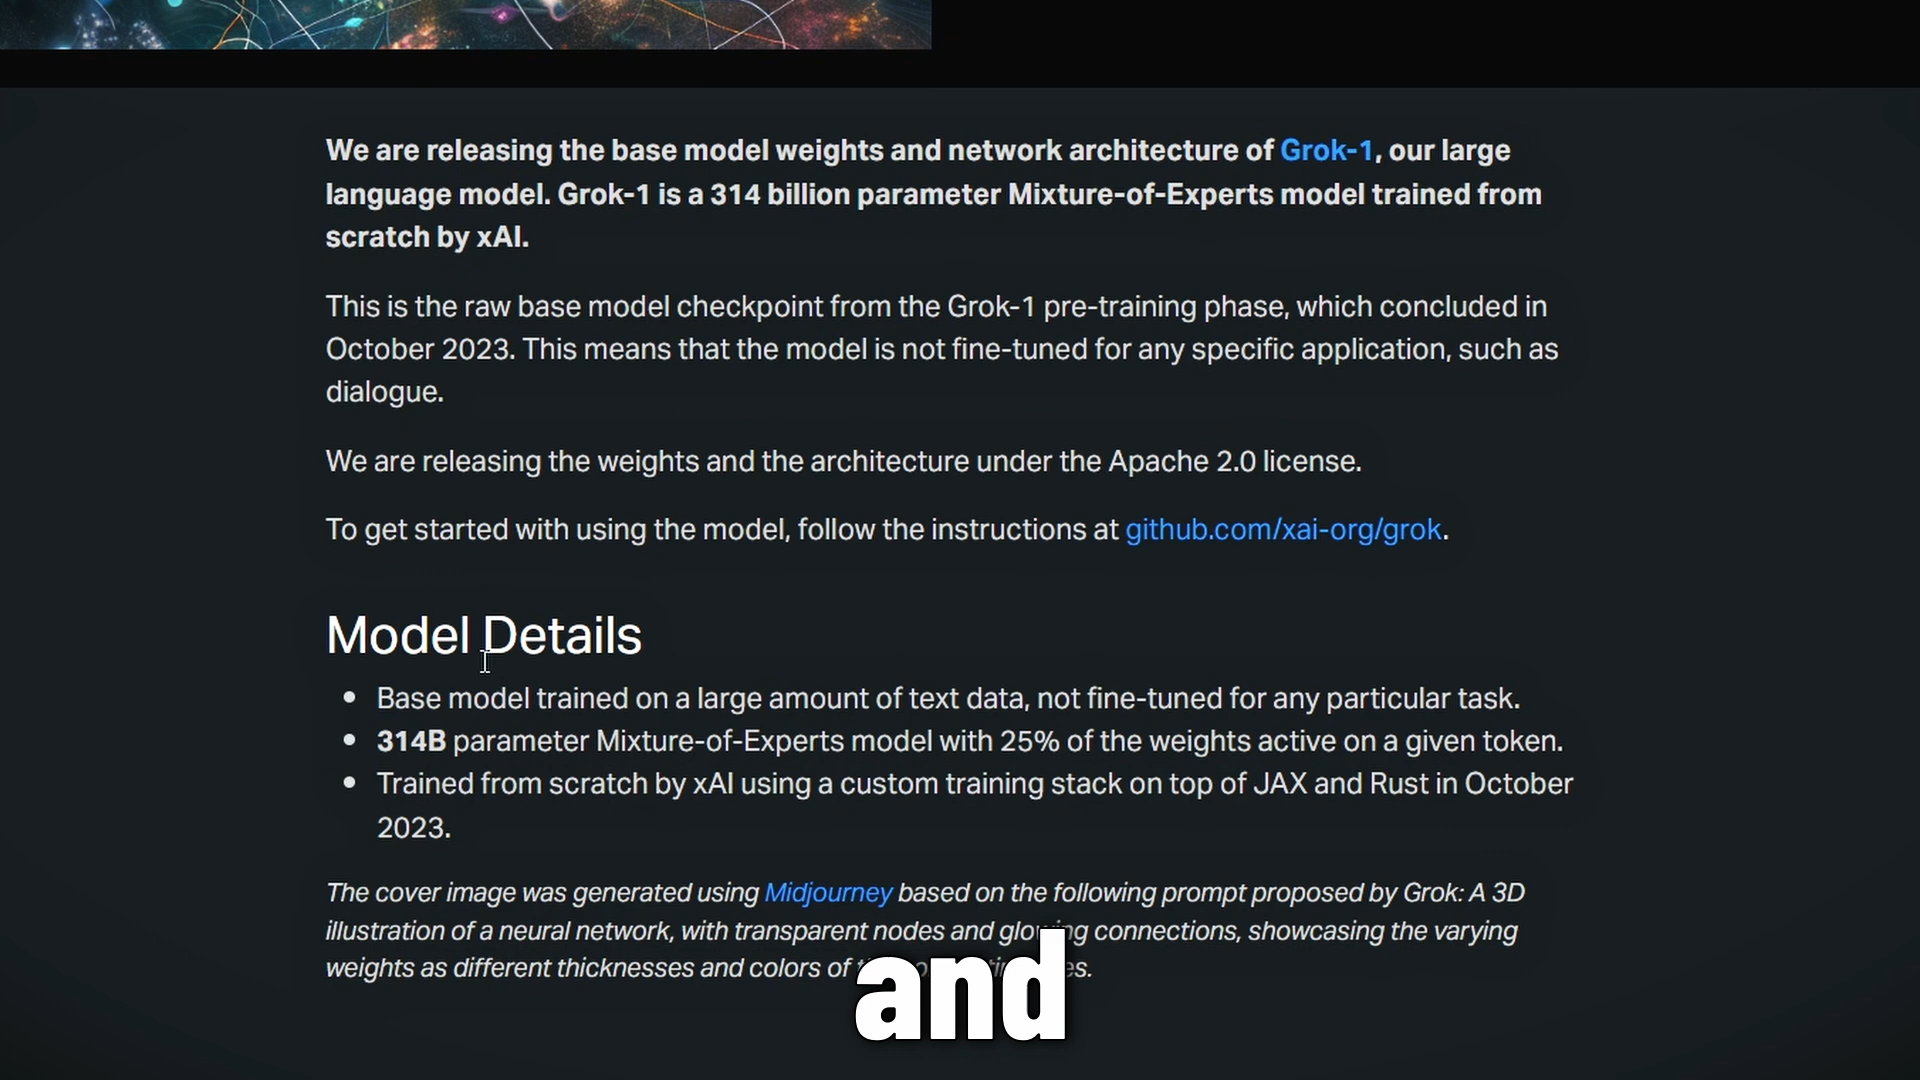 We are releasing the base model weights and network architecture of Grok-1, our large
language model. Grok-1 is a 314 billion parameter Mixture-of-Experts model trained from
scratch by xAI.
This is the raw base model checkpoint from the Grok-1 pre-training phase, which concluded in
October 2023. This means that the model is not fine-tuned for any specific application, such as
dialogue.
We are releasing the weights and the architecture under the Apache 2.0 license.
To get started with using the model, follow the instructions at github.com/xai-org/grok.
Model Details
• Base model trained on a large amount of text data, not fine-tuned for any particular task.
• 314B parameter Mixture-of-Experts model with 25% of the weights active on a given token.
• Trained from scratch by xAI using a custom training stack on top of JAX and Rust in October
2023.
The cover image was generated using Midjourney based on the following prompt proposed by Grok: A 3D
illustration of a neural network, with transparent nodes and glowing connections, showcasing the varying
weights as different thicknesses and colors of
and